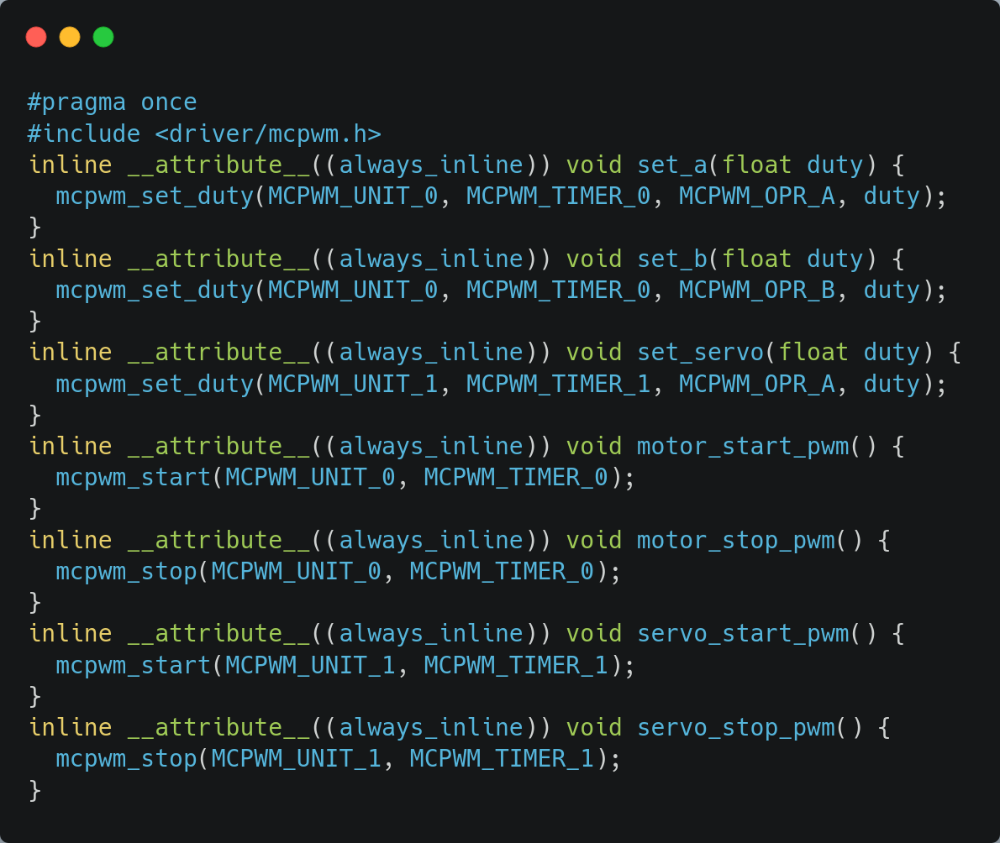 #pragma once
#include <driver/mcpwm.h>
inline __attribute__((always_inline)) void set_a(float duty) {
  mcpwm_set_duty(MCPWM_UNIT_0, MCPWM_TIMER_0, MCPWM_OPR_A, duty);
}
inline __attribute__((always_inline)) void set_b(float duty) {
  mcpwm_set_duty(MCPWM_UNIT_0, MCPWM_TIMER_0, MCPWM_OPR_B, duty);
}
inline __attribute__((always_inline)) void set_servo(float duty) {
  mcpwm_set_duty(MCPWM_UNIT_1, MCPWM_TIMER_1, MCPWM_OPR_A, duty);
}
inline __attribute__((always_inline)) void motor_start_pwm() {
  mcpwm_start(MCPWM_UNIT_0, MCPWM_TIMER_0);
}
inline __attribute__((always_inline)) void motor_stop_pwm() {
  mcpwm_stop(MCPWM_UNIT_0, MCPWM_TIMER_0);
}
inline __attribute__((always_inline)) void servo_start_pwm() {
  mcpwm_start(MCPWM_UNIT_1, MCPWM_TIMER_1);
}
inline __attribute__((always_inline)) void servo_stop_pwm() {
  mcpwm_stop(MCPWM_UNIT_1, MCPWM_TIMER_1);
}